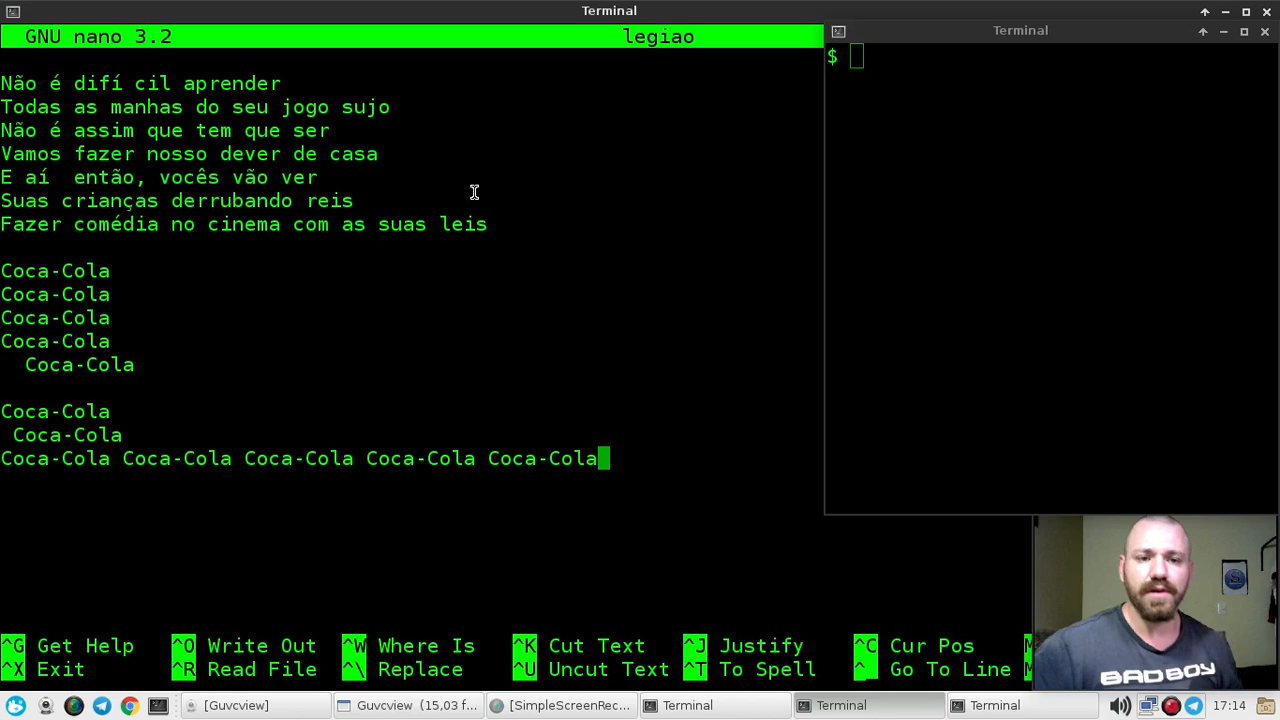 Terminal
GNU nano 3.2 legiao
Não é difí cil aprender
Todas as manhas do seu jogo sujo
Não é assim que tem que ser
Vamos fazer nosso dever de casa
E aí  então, vocês vão ver
Suas crianças derrubando reis
Fazer comédia no cinema com as suas leis
Coca-Cola
Coca-Cola
Coca-Cola
Coca-Cola
Coca-Cola
Coca-Cola
Coca-Cola
Coca-Cola Coca-Cola Coca-Cola Coca-Cola Coca-Cola
^G Get Help ^O Write Out ^W Where Is ^K Cut Text ^J Justify ^C Cur Pos M
^X Exit ^R Read File ^\ Replace ^U Uncut Text ^T To Spell ^_ Go To Line M
Terminal
$
BAD BOY
[Guvcview] Guvcview (15,0 f... [SimpleScreenRec... Terminal Terminal Terminal 17:14